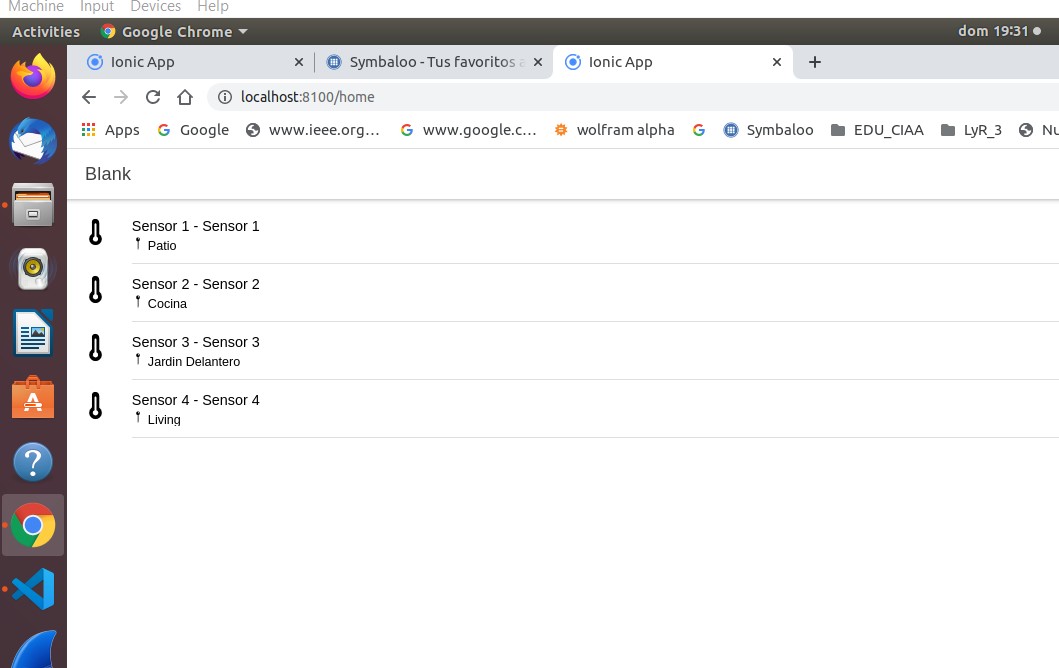 Machine Input Devices Help
Activities Google Chrome dom 19:31
Ionic App Symbaloo - Tus favoritos a Ionic App
localhost:8100/home
Apps Google www.ieee.org... www.google.c... wolfram alpha Symbaloo EDU_CIAA LyR_3 Nu
Blank
Sensor 1 - Sensor 1
Patio
Sensor 2 - Sensor 2
Cocina
Sensor 3 - Sensor 3
Jardin Delantero
Sensor 4 - Sensor 4
Living